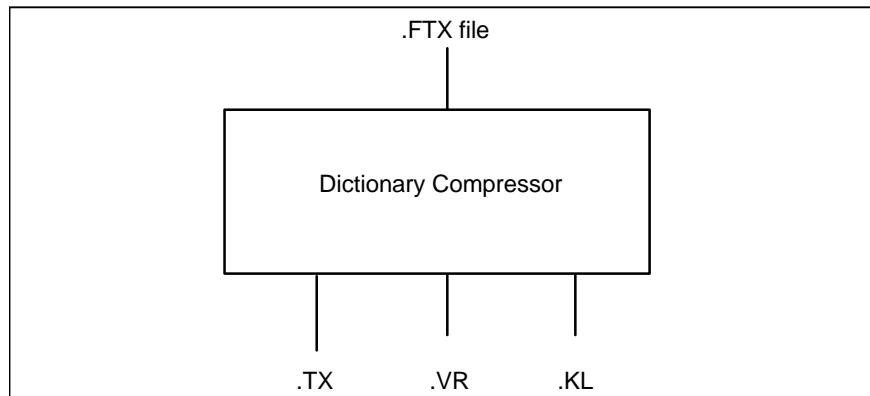 .FTX file
Dictionary Compressor
.TX .VR .KL